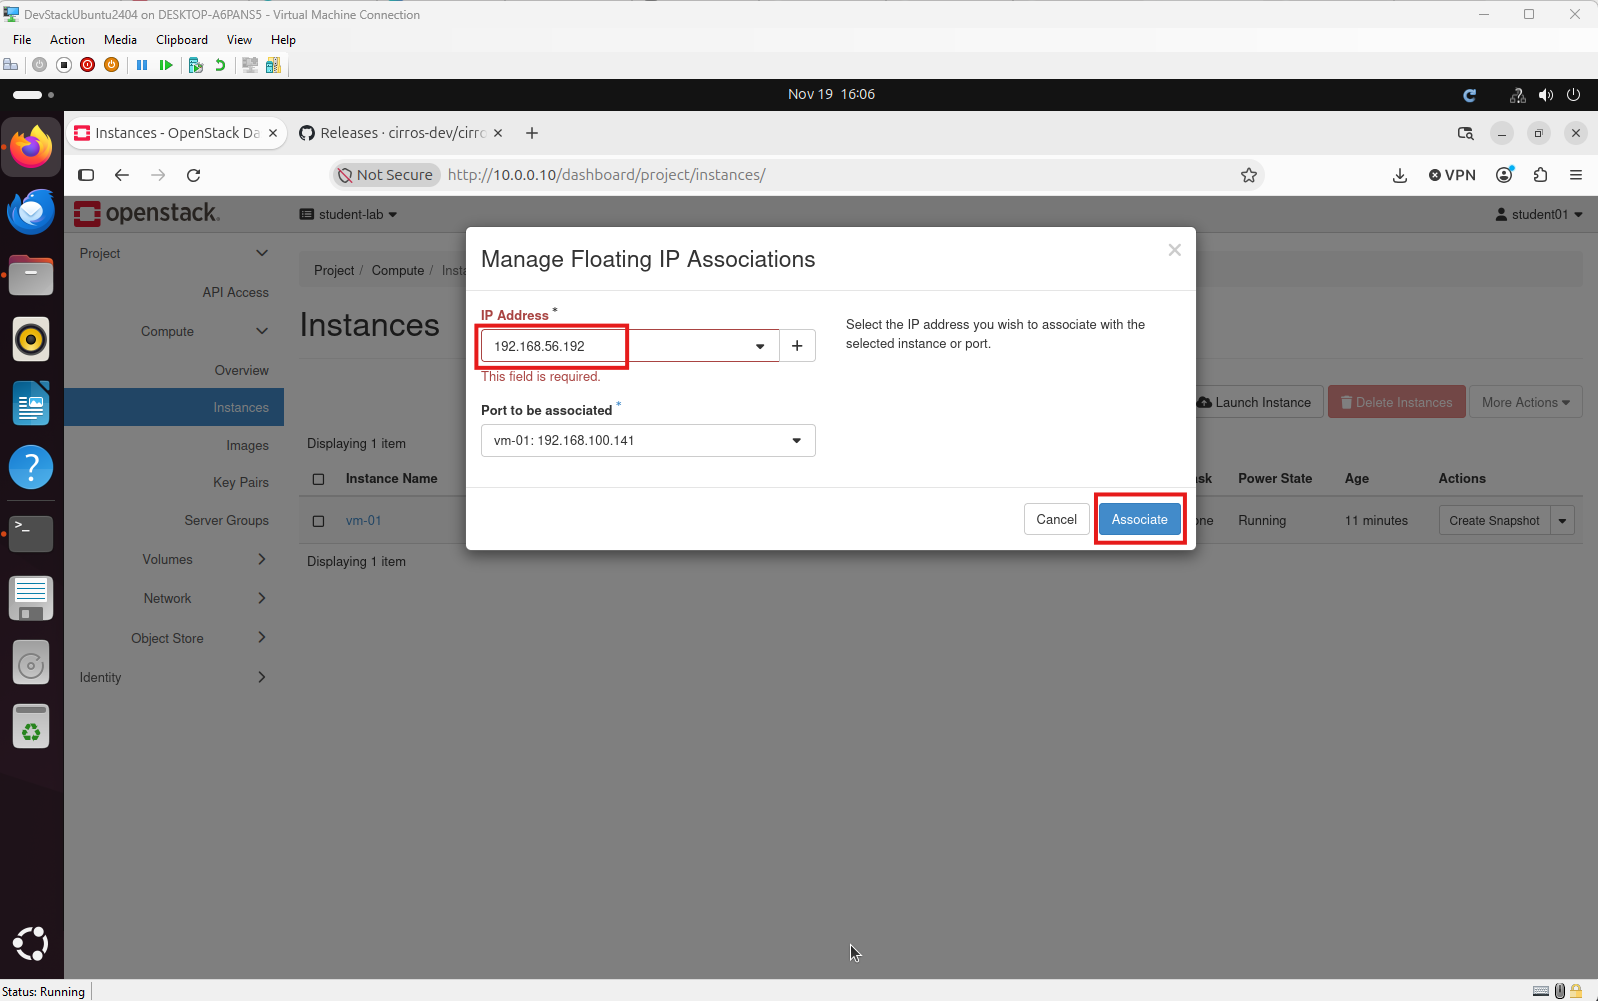 DevStackUbuntu2404 on DESKTOP-A6PANS5 - Virtual Machine Connection
File Action Media Clipboard View Help
Nov 19 16:06
Instances - OpenStack Da
Releases · cirros-dev/cirro
Not Secure http://10.0.0.10/dashboard/project/instances/
VPN
openstack.
student-lab
student01
Project
API Access
Compute
Overview
Instances
Images
Key Pairs
Server Groups
Volumes
Network
Object Store
Identity
Project / Compute / Insta
Instances
Launch Instance Delete Instances More Actions
Displaying 1 item
Instance Name sk Power State Age Actions
vm-01 one Running 11 minutes Create Snapshot
Displaying 1 item
Manage Floating IP Associations
IP Address *
192.168.56.192
This field is required.
Port to be associated *
vm-01: 192.168.100.141
Select the IP address you wish to associate with the
selected instance or port.
Cancel Associate
Status: Running